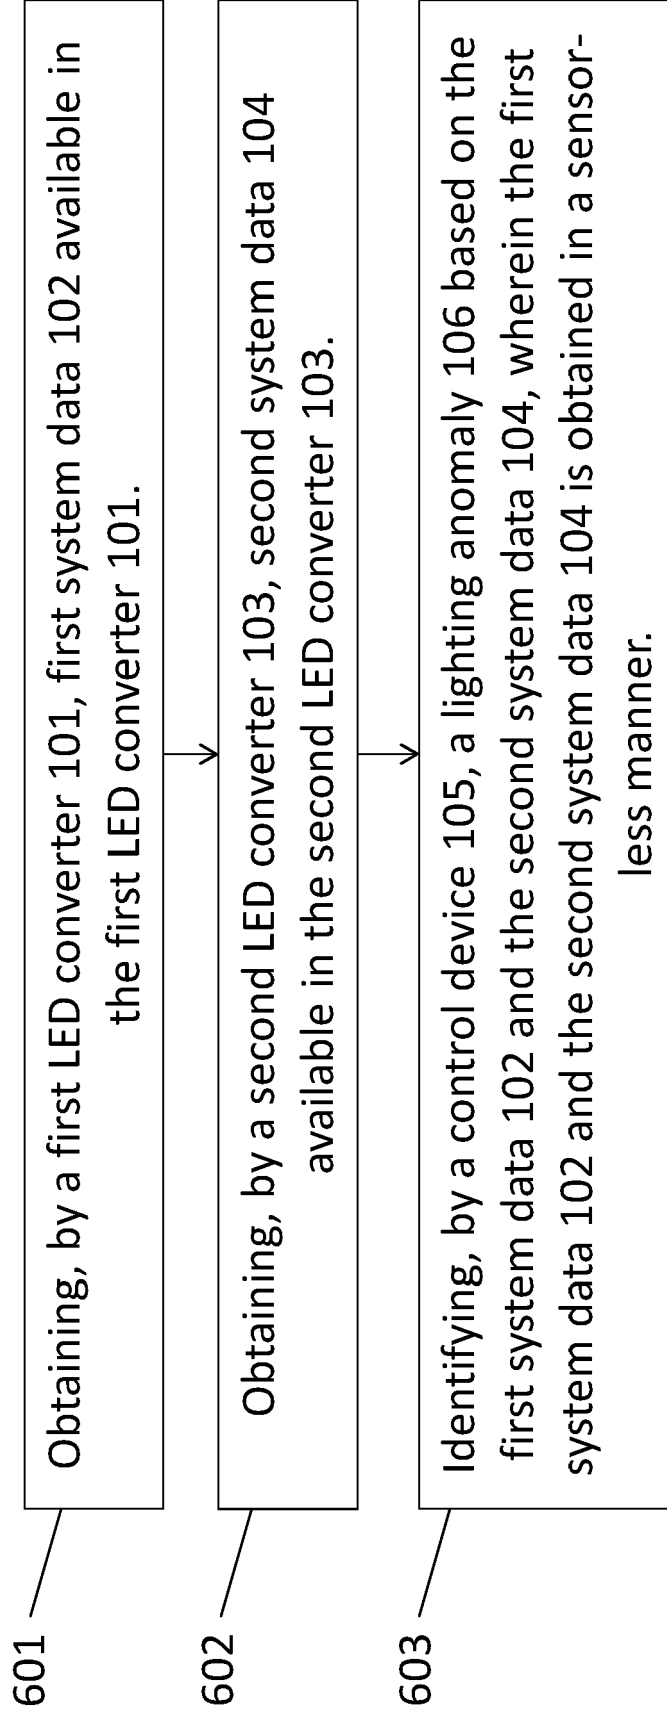 601
Obtaining, by a first LED converter 101, first system data 102 available in
the first LED converter 101.
602
Obtaining, by a second LED converter 103, second system data 104
available in the second LED converter 103.
603
Identifying, by a control device 105, a lighting anomaly 106 based on the
first system data 102 and the second system data 104, wherein the first
system data 102 and the second system data 104 is obtained in a sensor-
less manner.